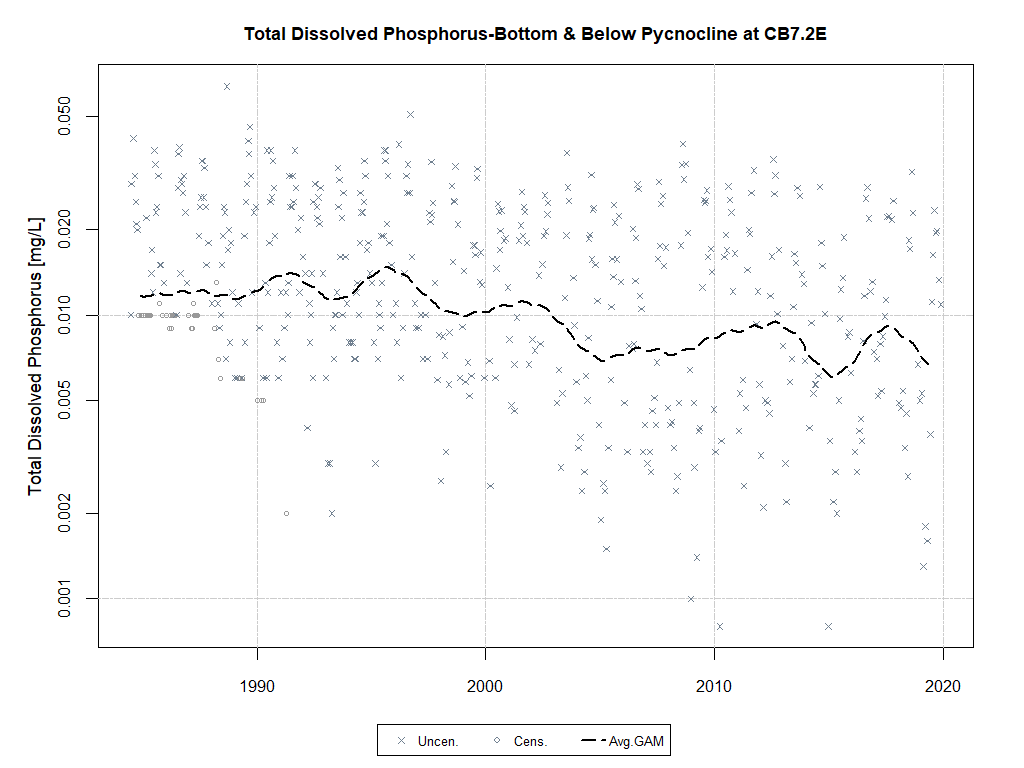 Total Dissolved Phosphorus-Bottom & Below Pycnocline at CB7.2E
Total Dissolved Phosphorus [mg/L]
0.050
0.020
0.010
0.005
0.002
0.001
1990 2000 2010 2020
Uncen. Cens. Avg.GAM